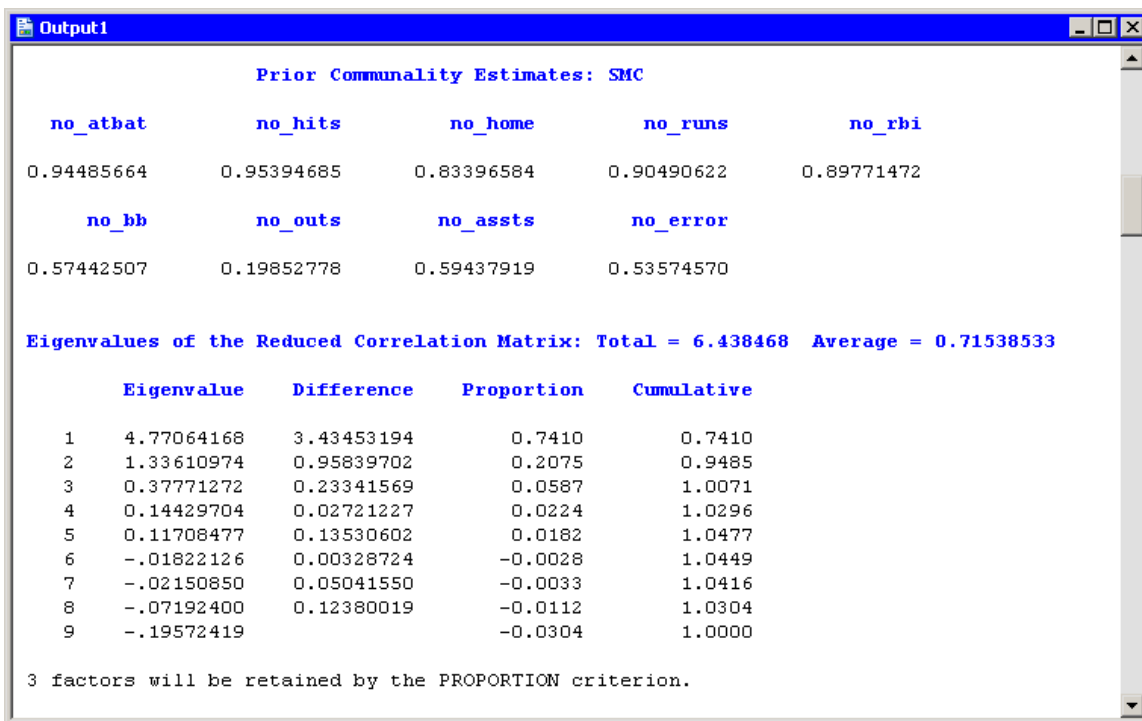 Output1
Prior Communality Estimates: SMC
no_atbat no_hits no_home no_runs no_rbi
0.94485664 0.95394685 0.83396584 0.90490622 0.89771472
no_bb no_outs no_assts no_error
0.57442507 0.19852778 0.59437919 0.53574570
Eigenvalues of the Reduced Correlation Matrix: Total = 6.438468 Average = 0.71538533
Eigenvalue Difference Proportion Cumulative
1 4.77064168 3.43453194 0.7410 0.7410
2 1.33610974 0.95839702 0.2075 0.9485
3 0.37771272 0.23341569 0.0587 1.0071
4 0.14429704 0.02721227 0.0224 1.0296
5 0.11708477 0.13530602 0.0182 1.0477
6 -.01822126 0.00328724 -0.0028 1.0449
7 -.02150850 0.05041550 -0.0033 1.0416
8 -.07192400 0.12380019 -0.0112 1.0304
9 -.19572419 -0.0304 1.0000
3 factors will be retained by the PROPORTION criterion.